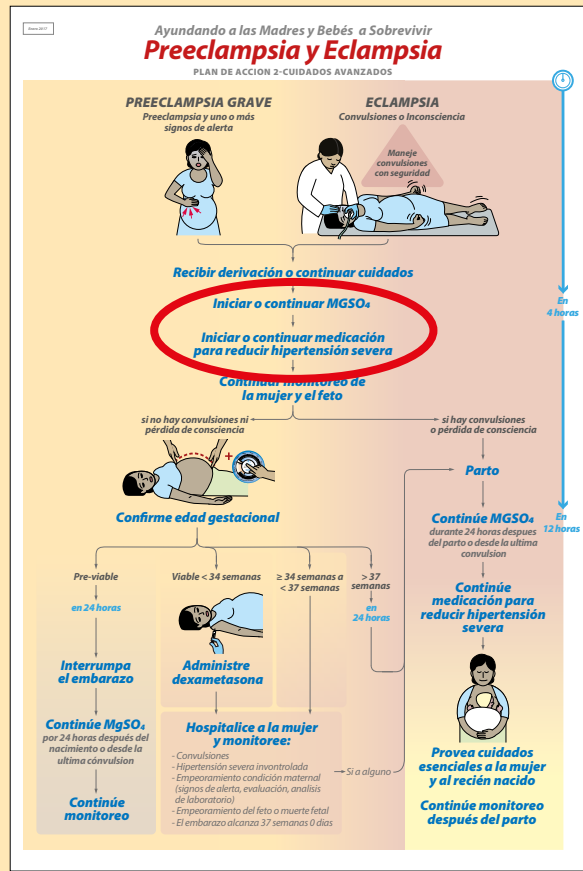 Enero 2017
Ayundando a las Madres y Bebés a Sobrevivir
Preeclampsia y Eclampsia
PLAN DE ACCION 2-CUIDADOS AVANZADOS
PREECLAMPSIA GRAVE
Preeclampsia y uno o más
signos de alerta
ECLAMPSIA
Convulsiones o Inconsciencia
Maneje
convulsiones
con seguridad
Recibir derivación o continuar cuidados
Iniciar o continuar MGSO₄
Iniciar o continuar medicación
para reducir hipertensión severa
Continuar monitoreo de
la mujer y el feto
En
4 horas
si no hay convulsiones ni
pérdida de consciencia
si hay convulsiones
o pérdida de consciencia
+
Confirme edad gestacional
Pre-viable
en 24 horas
Interrumpa
el embarazo
Continúe MgSO₄
por 24 horas después del
nacimiento o desde la
ultima cónvulsion
Continúe
monitoreo
Viable < 34 semanas
Administre
dexametasona
≥ 34 semanas a
< 37 semanas
> 37
semanas
en
24 horas
Hospitalice a la mujer
y monitoree:
- Convulsiones
- Hipertensión severa invontrolada
- Empeoramiento condición maternal
(signos de alerta, evaluación, analisis
de laboratorio)
- Empeoramiento del feto o muerte fetal
- El embarazo alcanza 37 semanas 0 dias
Si a alguno
Parto
En
12 horas
Continúe MGSO₄
durante 24 horas despues
del parto o desde la ultima
convulsion
Continúe
medicación para
reducir hipertensión
severa
Provea cuidados
esenciales a la mujer
y al recién nacido
Continúe monitoreo
después del parto